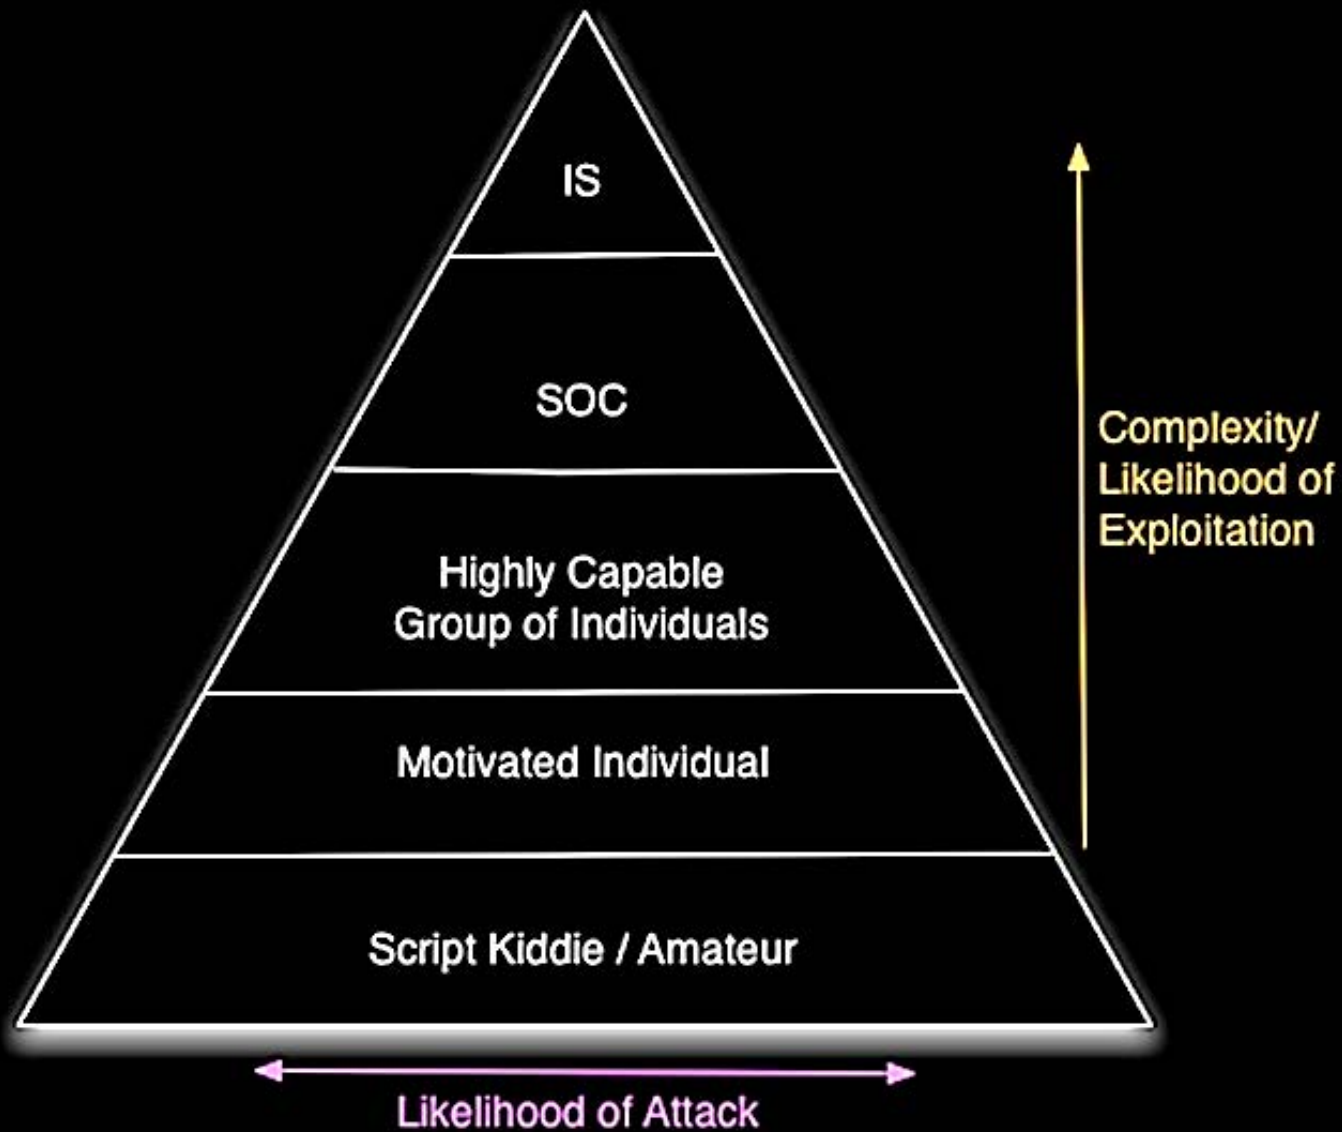 IS
SOC
Complexity/
Likelihood of
Exploitation
Highly Capable
Group of Individuals
Motivated Individual
Script Kiddie / Amateur
Likelihood of Attack